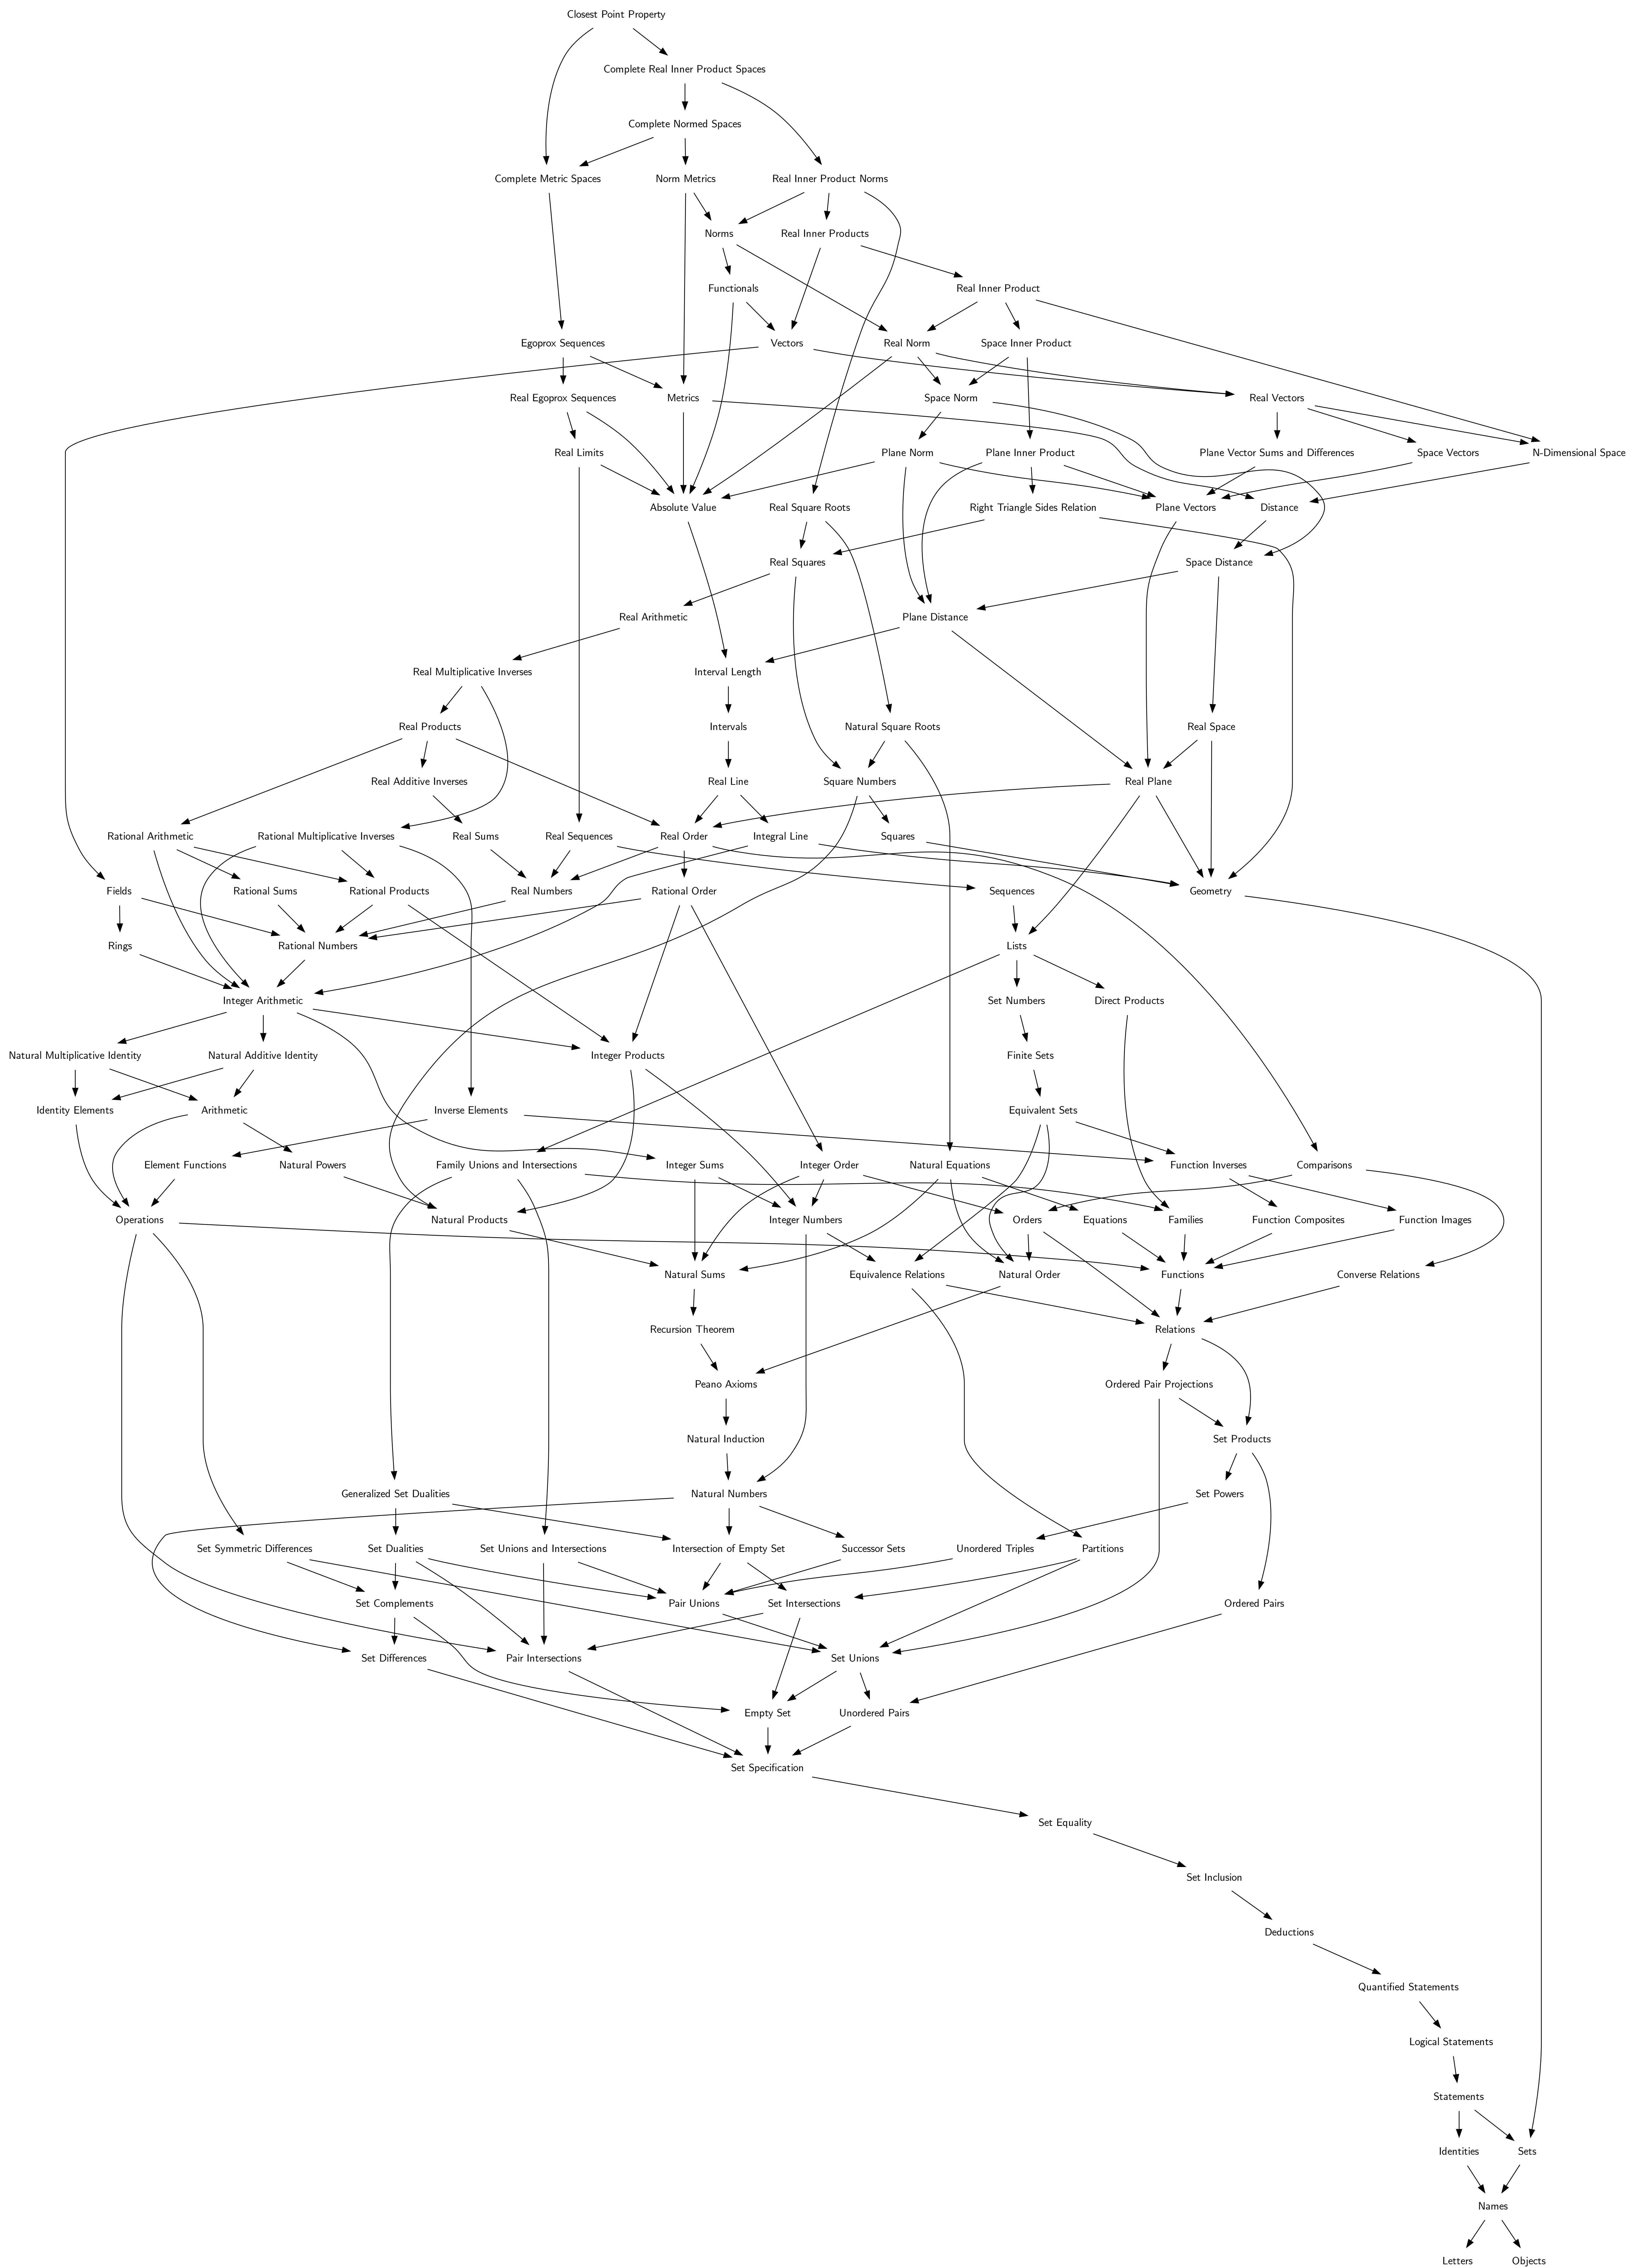 Closest Point Property
Complete Real Inner Product Spaces
Complete Normed Spaces
Complete Metric Spaces
Norm Metrics
Real Inner Product Norms
Norms
Real Inner Products
Functionals
Real Inner Product
Egoprox Sequences
Vectors
Real Norm
Space Inner Product
Real Egoprox Sequences
Metrics
Space Norm
Real Vectors
Real Limits
Plane Norm
Plane Inner Product
Plane Vector Sums and Differences
Space Vectors
N-Dimensional Space
Absolute Value
Real Square Roots
Right Triangle Sides Relation
Plane Vectors
Distance
Real Squares
Space Distance
Real Arithmetic
Plane Distance
Real Multiplicative Inverses
Interval Length
Real Products
Intervals
Natural Square Roots
Real Space
Real Additive Inverses
Real Line
Square Numbers
Real Plane
Rational Arithmetic
Rational Multiplicative Inverses
Real Sums
Real Sequences
Real Order
Integral Line
Squares
Fields
Rational Sums
Rational Products
Real Numbers
Rational Order
Sequences
Geometry
Rings
Rational Numbers
Lists
Integer Arithmetic
Set Numbers
Direct Products
Natural Multiplicative Identity
Natural Additive Identity
Integer Products
Finite Sets
Identity Elements
Arithmetic
Inverse Elements
Equivalent Sets
Element Functions
Natural Powers
Family Unions and Intersections
Integer Sums
Integer Order
Natural Equations
Function Inverses
Comparisons
Operations
Natural Products
Integer Numbers
Orders
Equations
Families
Function Composites
Function Images
Natural Sums
Equivalence Relations
Natural Order
Functions
Converse Relations
Recursion Theorem
Relations
Peano Axioms
Ordered Pair Projections
Natural Induction
Set Products
Generalized Set Dualities
Natural Numbers
Set Powers
Set Symmetric Differences
Set Dualities
Set Unions and Intersections
Intersection of Empty Set
Successor Sets
Unordered Triples
Partitions
Set Complements
Pair Unions
Set Intersections
Ordered Pairs
Set Differences
Pair Intersections
Set Unions
Empty Set
Unordered Pairs
Set Specification
Set Equality
Set Inclusion
Deductions
Quantified Statements
Logical Statements
Statements
Identities
Sets
Names
Letters
Objects